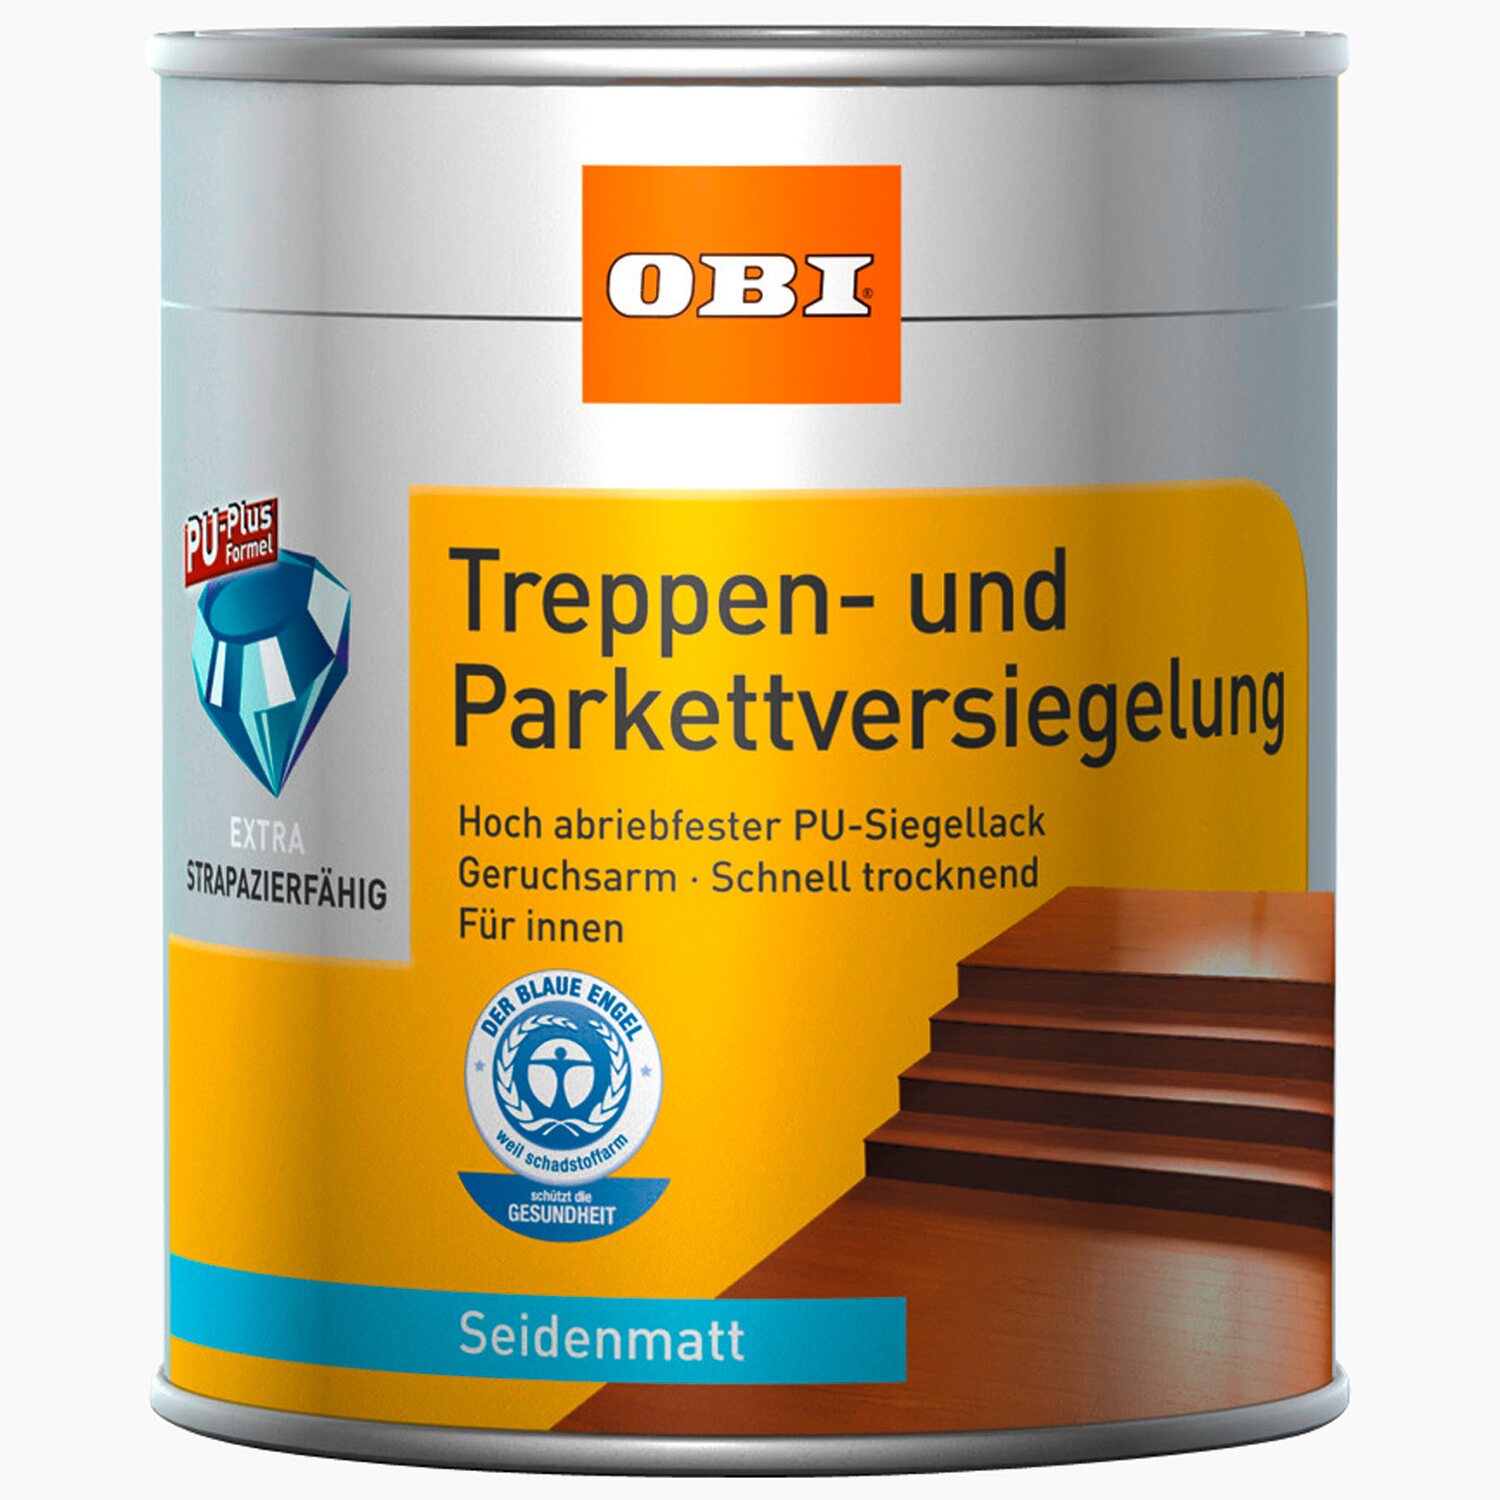 OBI®
PU-Plus
Formel
EXTRA
STRAPAZIERFÄHIG
Treppen- und
Parkettversiegelung
Hoch abriebfester PU-Siegellack
Geruchsarm · Schnell trocknend
Für innen
DER BLAUE ENGEL
weil schadstoffarm
schützt die
GESUNDHEIT
Seidenmatt